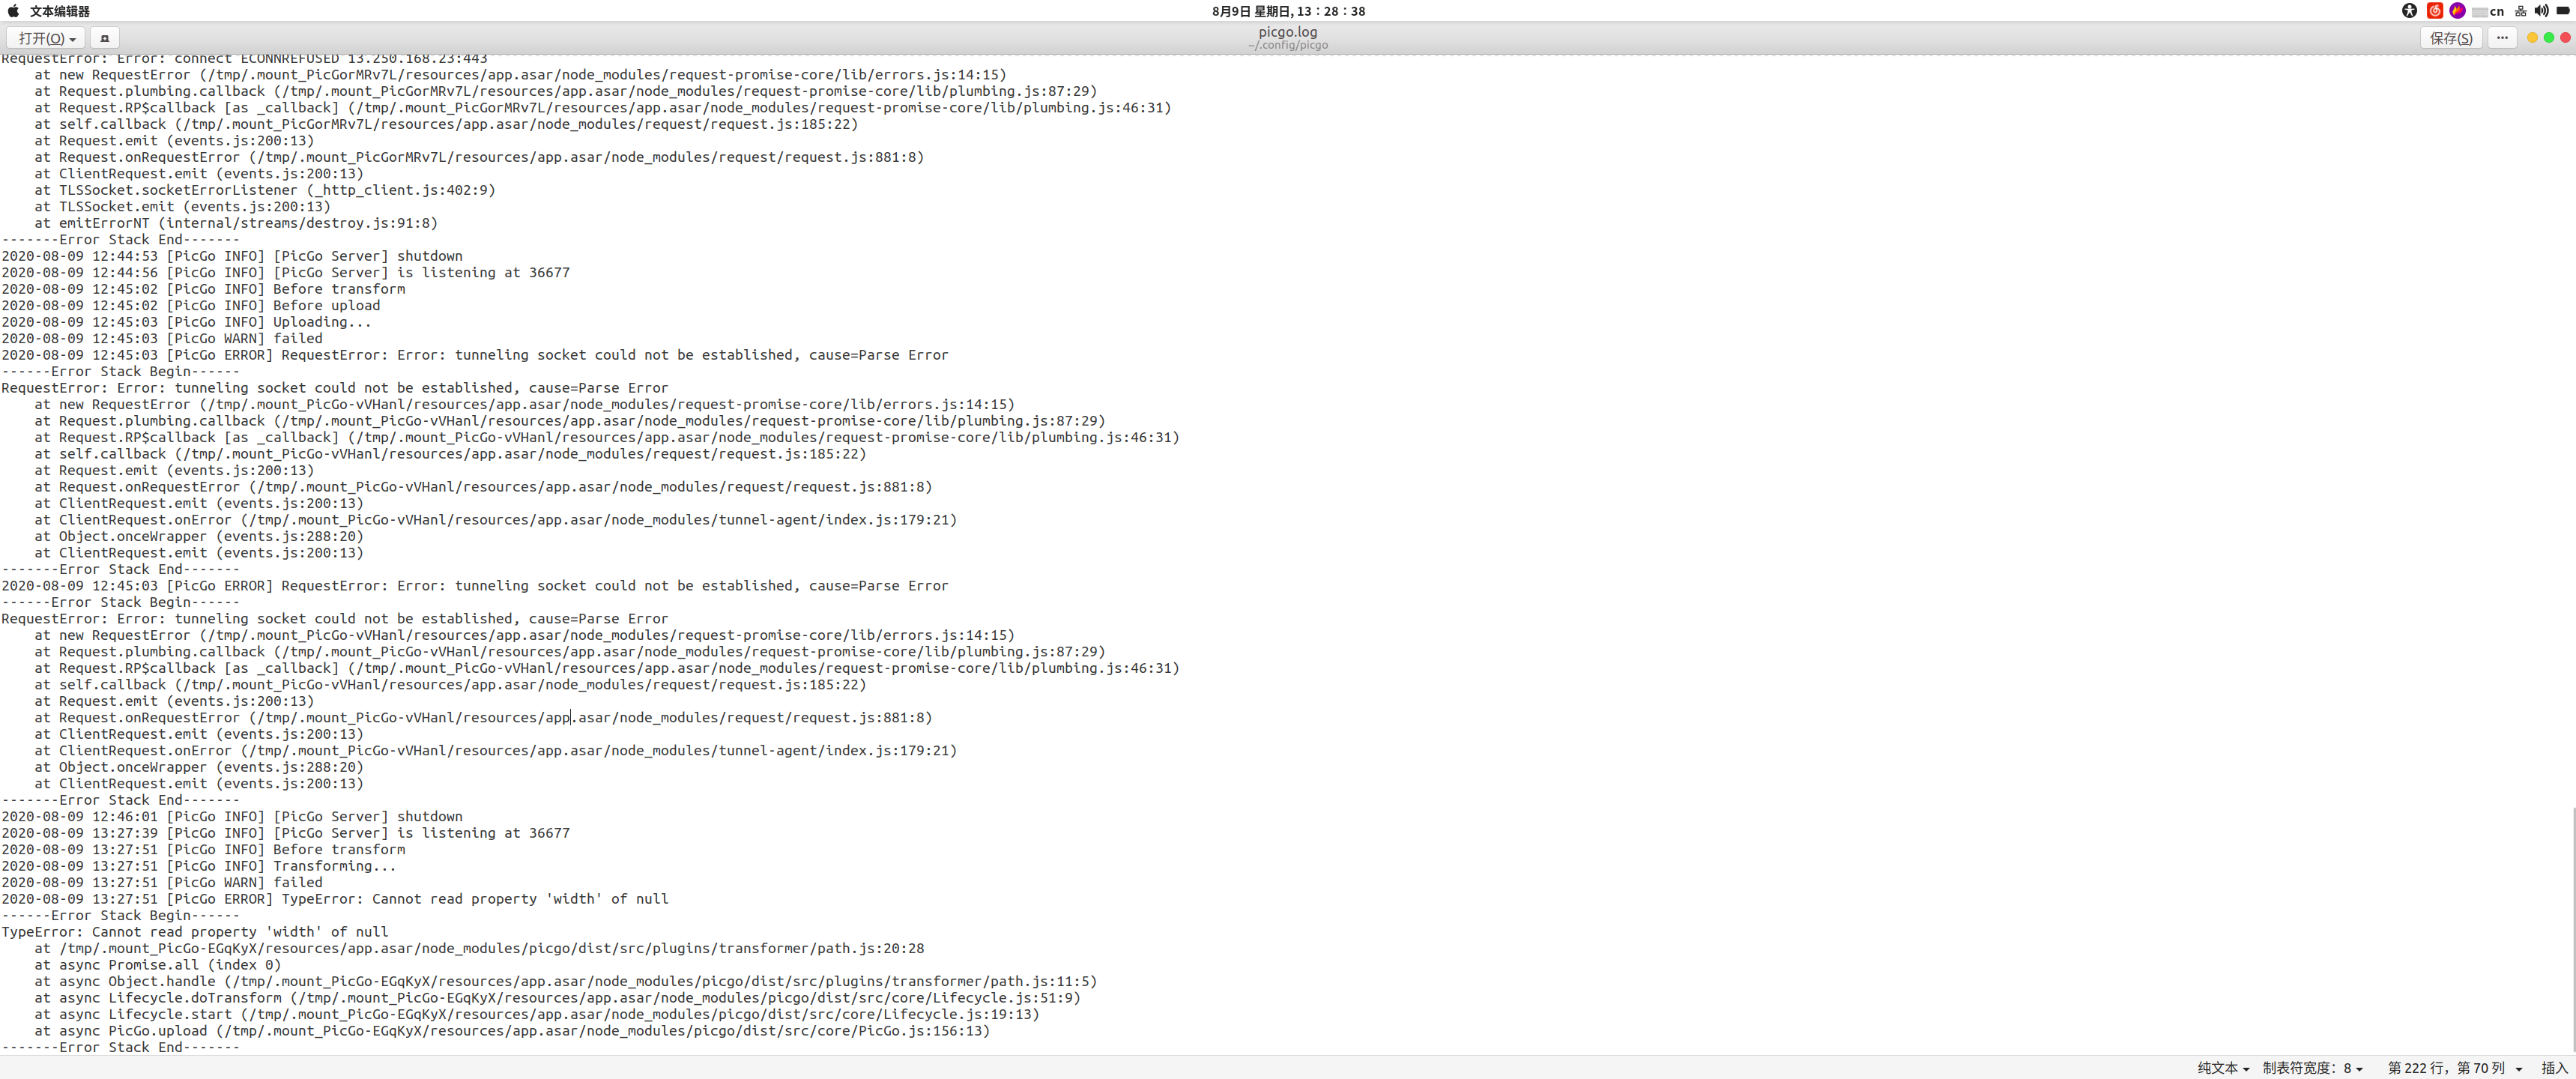 文本编辑器
8月9日 星期日, 13：28：38
cn
打开(O)
picgo.log
~/.config/picgo
保存(S)
RequestError: Error: connect ECONNREFUSED 13.250.168.23:443
    at new RequestError (/tmp/.mount_PicGorMRv7L/resources/app.asar/node_modules/request-promise-core/lib/errors.js:14:15)
    at Request.plumbing.callback (/tmp/.mount_PicGorMRv7L/resources/app.asar/node_modules/request-promise-core/lib/plumbing.js:87:29)
    at Request.RP$callback [as _callback] (/tmp/.mount_PicGorMRv7L/resources/app.asar/node_modules/request-promise-core/lib/plumbing.js:46:31)
    at self.callback (/tmp/.mount_PicGorMRv7L/resources/app.asar/node_modules/request/request.js:185:22)
    at Request.emit (events.js:200:13)
    at Request.onRequestError (/tmp/.mount_PicGorMRv7L/resources/app.asar/node_modules/request/request.js:881:8)
    at ClientRequest.emit (events.js:200:13)
    at TLSSocket.socketErrorListener (_http_client.js:402:9)
    at TLSSocket.emit (events.js:200:13)
    at emitErrorNT (internal/streams/destroy.js:91:8)
-------Error Stack End-------
2020-08-09 12:44:53 [PicGo INFO] [PicGo Server] shutdown
2020-08-09 12:44:56 [PicGo INFO] [PicGo Server] is listening at 36677
2020-08-09 12:45:02 [PicGo INFO] Before transform
2020-08-09 12:45:02 [PicGo INFO] Before upload
2020-08-09 12:45:03 [PicGo INFO] Uploading...
2020-08-09 12:45:03 [PicGo WARN] failed
2020-08-09 12:45:03 [PicGo ERROR] RequestError: Error: tunneling socket could not be established, cause=Parse Error
------Error Stack Begin------
RequestError: Error: tunneling socket could not be established, cause=Parse Error
    at new RequestError (/tmp/.mount_PicGo-vVHanl/resources/app.asar/node_modules/request-promise-core/lib/errors.js:14:15)
    at Request.plumbing.callback (/tmp/.mount_PicGo-vVHanl/resources/app.asar/node_modules/request-promise-core/lib/plumbing.js:87:29)
    at Request.RP$callback [as _callback] (/tmp/.mount_PicGo-vVHanl/resources/app.asar/node_modules/request-promise-core/lib/plumbing.js:46:31)
    at self.callback (/tmp/.mount_PicGo-vVHanl/resources/app.asar/node_modules/request/request.js:185:22)
    at Request.emit (events.js:200:13)
    at Request.onRequestError (/tmp/.mount_PicGo-vVHanl/resources/app.asar/node_modules/request/request.js:881:8)
    at ClientRequest.emit (events.js:200:13)
    at ClientRequest.onError (/tmp/.mount_PicGo-vVHanl/resources/app.asar/node_modules/tunnel-agent/index.js:179:21)
    at Object.onceWrapper (events.js:288:20)
    at ClientRequest.emit (events.js:200:13)
-------Error Stack End-------
2020-08-09 12:45:03 [PicGo ERROR] RequestError: Error: tunneling socket could not be established, cause=Parse Error
------Error Stack Begin------
RequestError: Error: tunneling socket could not be established, cause=Parse Error
    at new RequestError (/tmp/.mount_PicGo-vVHanl/resources/app.asar/node_modules/request-promise-core/lib/errors.js:14:15)
    at Request.plumbing.callback (/tmp/.mount_PicGo-vVHanl/resources/app.asar/node_modules/request-promise-core/lib/plumbing.js:87:29)
    at Request.RP$callback [as _callback] (/tmp/.mount_PicGo-vVHanl/resources/app.asar/node_modules/request-promise-core/lib/plumbing.js:46:31)
    at self.callback (/tmp/.mount_PicGo-vVHanl/resources/app.asar/node_modules/request/request.js:185:22)
    at Request.emit (events.js:200:13)
    at Request.onRequestError (/tmp/.mount_PicGo-vVHanl/resources/app.asar/node_modules/request/request.js:881:8)
    at ClientRequest.emit (events.js:200:13)
    at ClientRequest.onError (/tmp/.mount_PicGo-vVHanl/resources/app.asar/node_modules/tunnel-agent/index.js:179:21)
    at Object.onceWrapper (events.js:288:20)
    at ClientRequest.emit (events.js:200:13)
-------Error Stack End-------
2020-08-09 12:46:01 [PicGo INFO] [PicGo Server] shutdown
2020-08-09 13:27:39 [PicGo INFO] [PicGo Server] is listening at 36677
2020-08-09 13:27:51 [PicGo INFO] Before transform
2020-08-09 13:27:51 [PicGo INFO] Transforming...
2020-08-09 13:27:51 [PicGo WARN] failed
2020-08-09 13:27:51 [PicGo ERROR] TypeError: Cannot read property 'width' of null
------Error Stack Begin------
TypeError: Cannot read property 'width' of null
    at /tmp/.mount_PicGo-EGqKyX/resources/app.asar/node_modules/picgo/dist/src/plugins/transformer/path.js:20:28
    at async Promise.all (index 0)
    at async Object.handle (/tmp/.mount_PicGo-EGqKyX/resources/app.asar/node_modules/picgo/dist/src/plugins/transformer/path.js:11:5)
    at async Lifecycle.doTransform (/tmp/.mount_PicGo-EGqKyX/resources/app.asar/node_modules/picgo/dist/src/core/Lifecycle.js:51:9)
    at async Lifecycle.start (/tmp/.mount_PicGo-EGqKyX/resources/app.asar/node_modules/picgo/dist/src/core/Lifecycle.js:19:13)
    at async PicGo.upload (/tmp/.mount_PicGo-EGqKyX/resources/app.asar/node_modules/picgo/dist/src/core/PicGo.js:156:13)
-------Error Stack End-------
纯文本 制表符宽度：8 第 222 行，第 70 列 插入